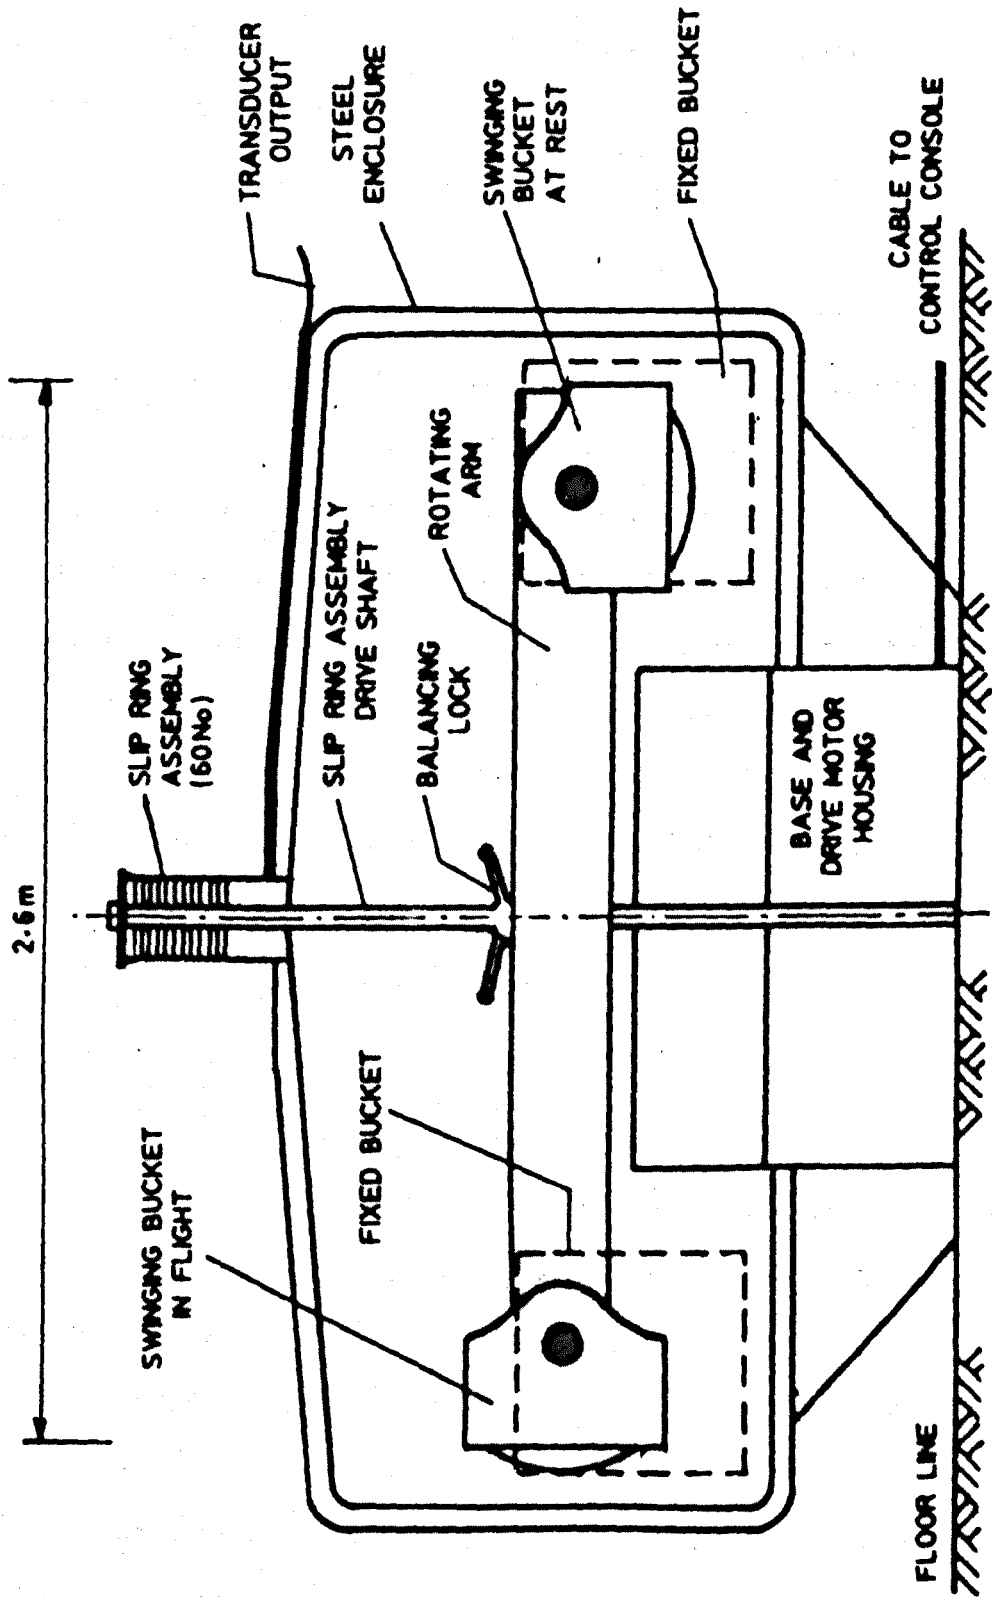 2·6m
SWINGING BUCKET
IN FLIGHT
SLIP RING
ASSEMBLY
(60No)
TRANSDUCER
OUTPUT
STEEL
ENCLOSURE
FIXED BUCKET
SLIP RING ASSEMBLY
DRIVE SHAFT
BALANCING
LOCK
ROTATING
ARM
SWINGING
BUCKET
AT REST
FIXED BUCKET
BASE AND
DRIVE MOTOR
HOUSING
CABLE TO
CONTROL CONSOLE
FLOOR LINE